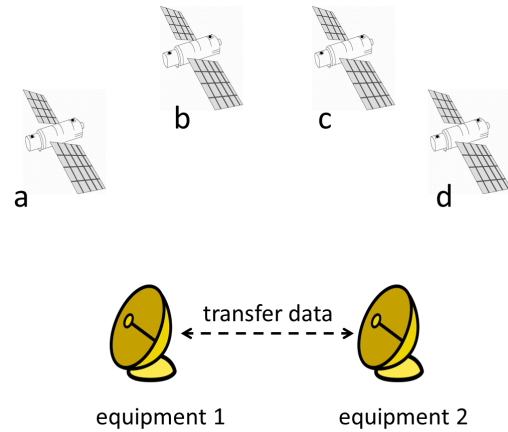 b
c
a
d
transfer data
equipment 1
equipment 2